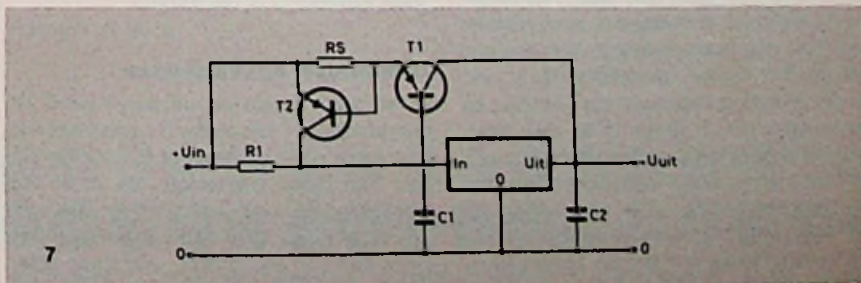 RS T1
T2
+Uin R1 In Uit Uuit
0
C1 C2
7 0 0